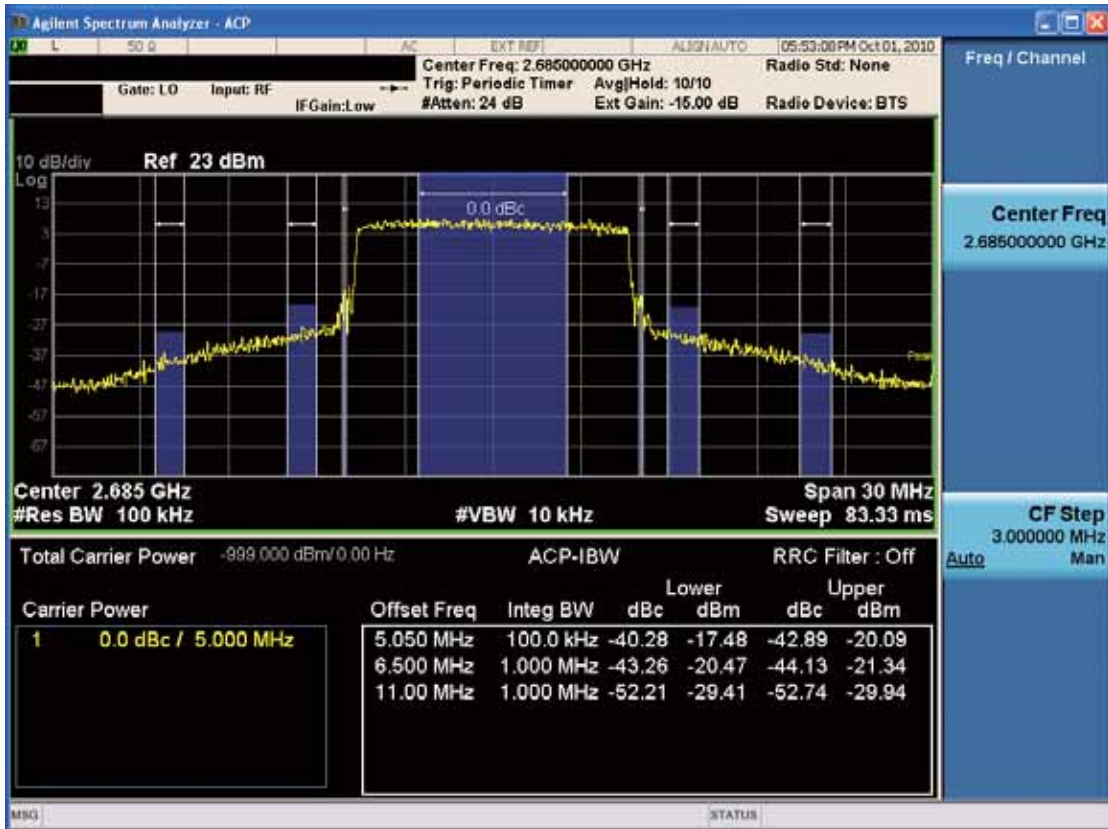 Agilent Spectrum Analyzer - ACP
L 50 Ω AC EXT REF ALIGN AUTO 05:53:00 PM Oct 01, 2010
Center Freq: 2.685000000 GHz Radio Std: None
Gate: LO Input: RF Trig: Periodic Timer Avg|Hold: 10/10
IFGain:Low #Atten: 24 dB Ext Gain: -15.00 dB Radio Device: BTS
10 dB/div Ref 23 dBm
Log
13
3
-7
-17
-27
-37
-47
-57
-67
0.0 dBc
Center 2.685 GHz Span 30 MHz
#Res BW 100 kHz #VBW 10 kHz Sweep 83.33 ms
Total Carrier Power -999.000 dBm/ 0.00 Hz ACP-IBW RRC Filter : Off
Lower Upper
Carrier Power Offset Freq Integ BW dBc dBm dBc dBm
1 0.0 dBc / 5.000 MHz
5.050 MHz 100.0 kHz -40.28 -17.48 -42.89 -20.09
6.500 MHz 1.000 MHz -43.26 -20.47 -44.13 -21.34
11.00 MHz 1.000 MHz -52.21 -29.41 -52.74 -29.94
Freq / Channel
Center Freq
2.685000000 GHz
CF Step
3.000000 MHz
Auto Man
MSG STATUS